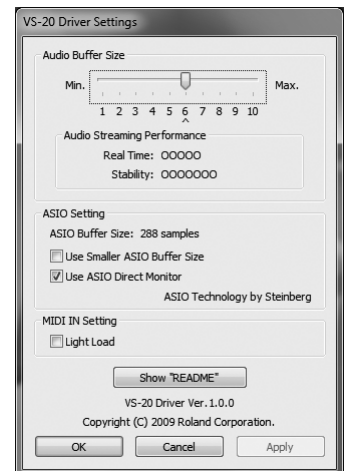 VS-20 Driver Settings
Audio Buffer Size
Min. Max.
1 2 3 4 5 6 7 8 9 10
^
Audio Streaming Performance
Real Time: OOOOO
Stability: OOOOOOO
ASIO Setting
ASIO Buffer Size: 288 samples
Use Smaller ASIO Buffer Size
Use ASIO Direct Monitor
ASIO Technology by Steinberg
MIDI IN Setting
Light Load
Show "README"
VS-20 Driver Ver.1.0.0
Copyright (C) 2009 Roland Corporation.
OK Cancel Apply